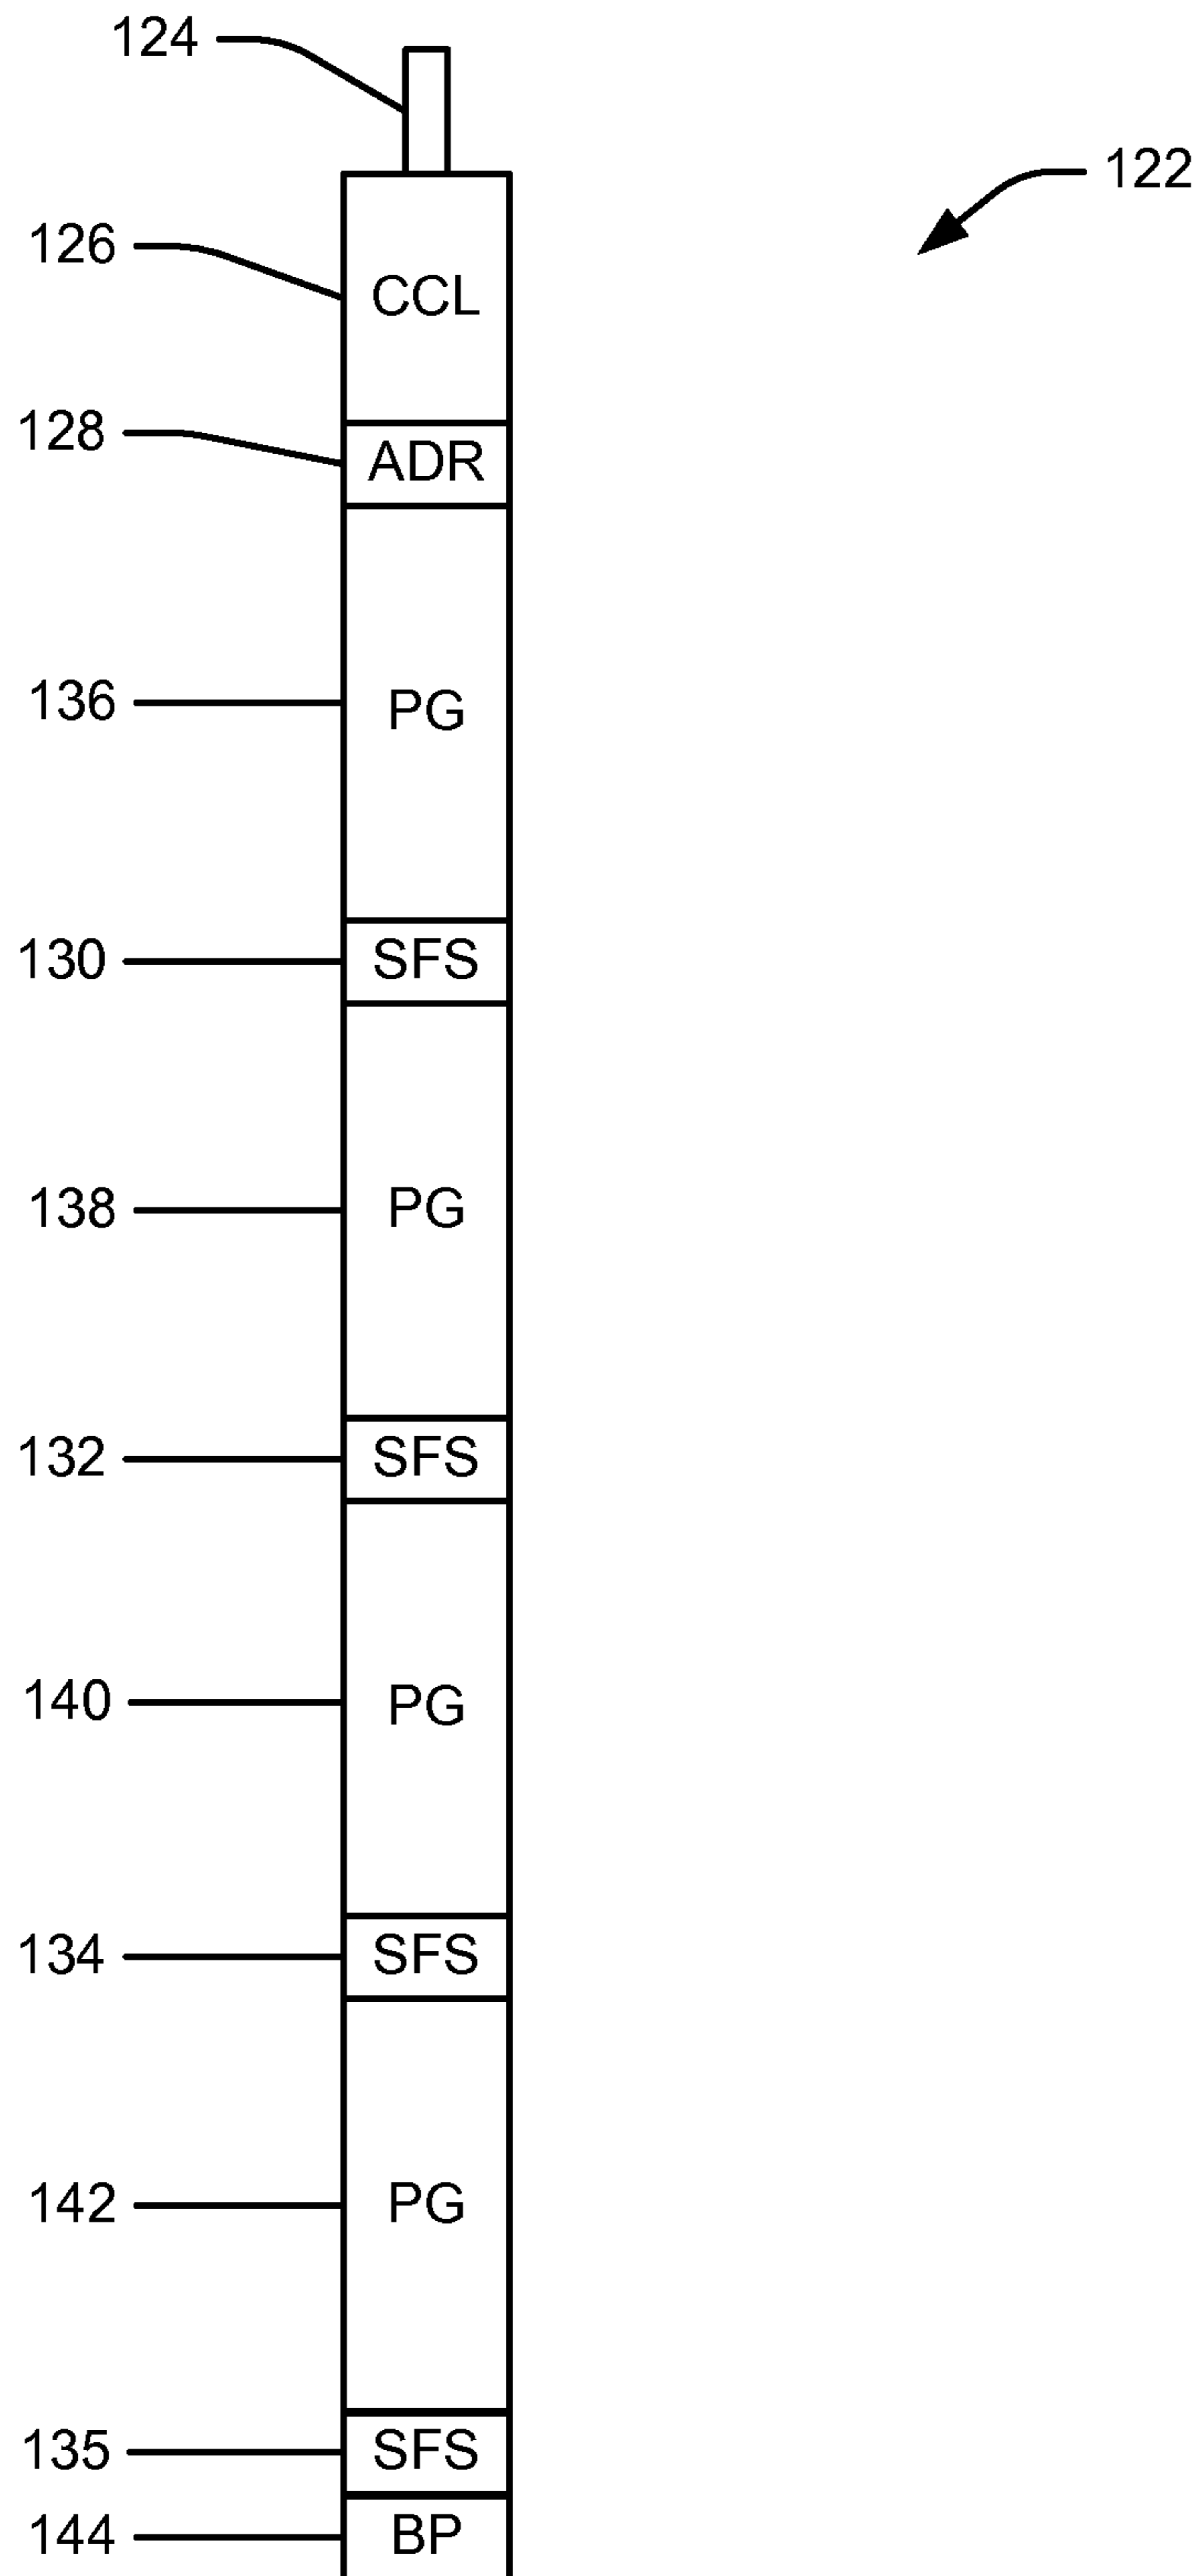 124
122
126 CCL
128 ADR
136 PG
130 SFS
138 PG
132 SFS
140 PG
134 SFS
142 PG
135 SFS
144 BP